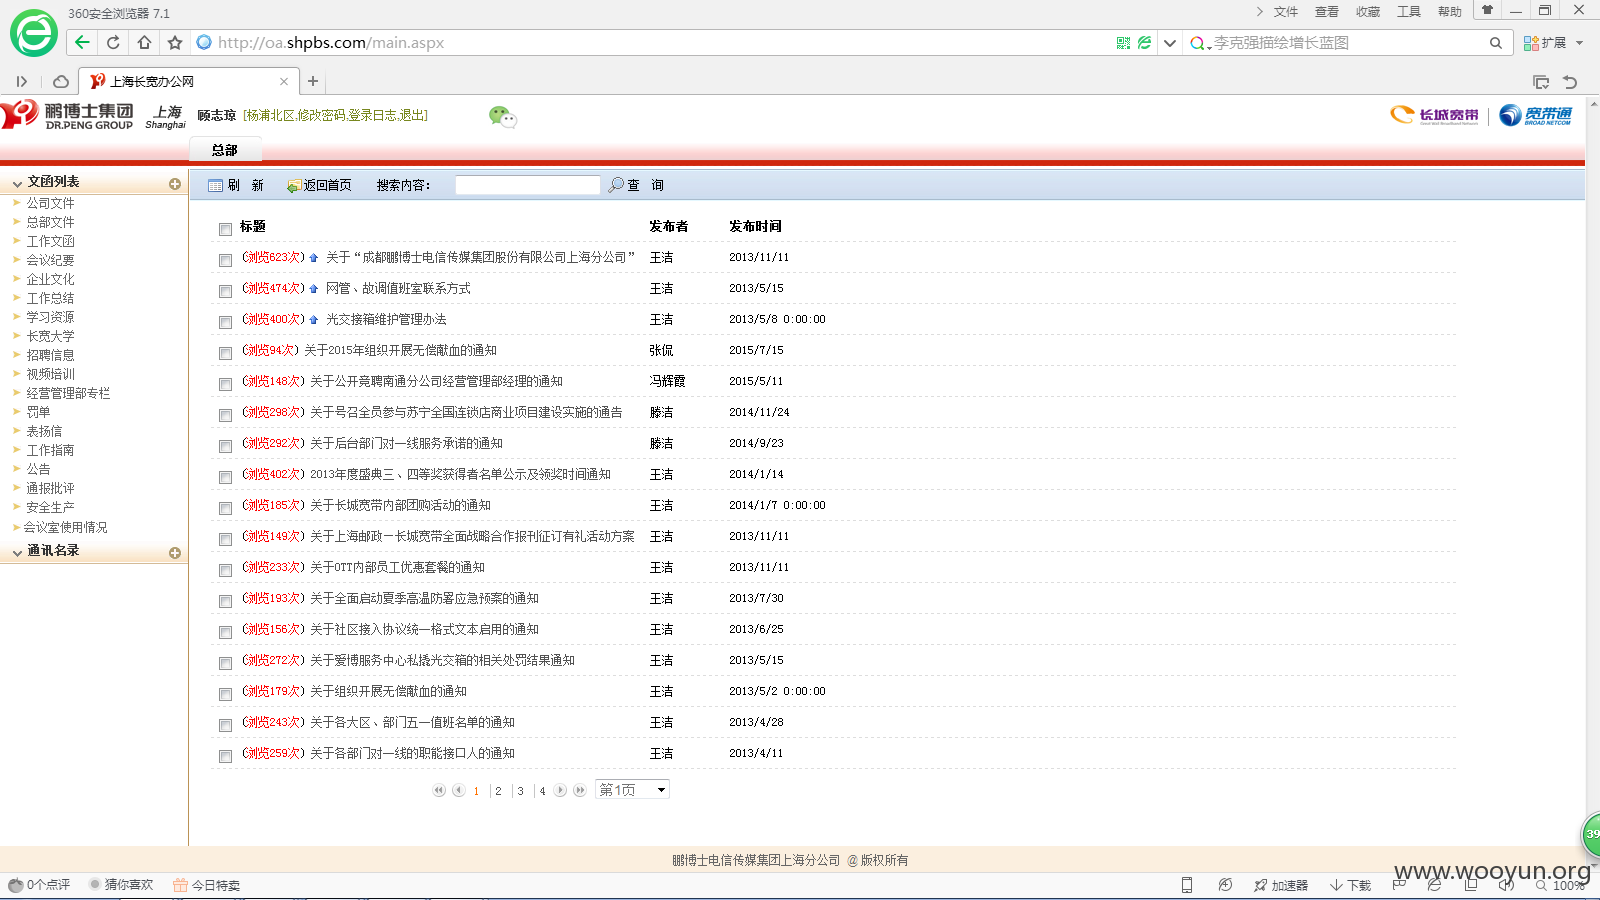 360安全浏览器 7.1
文件 查看 收藏 工具 帮助
http://oa.shpbs.com/main.aspx
李克强描绘增长蓝图
扩展
上海长宽办公网
鹏博士集团 DR.PENG GROUP
上海 Shanghai
顾志琼 [杨浦北区,修改密码,登录日志,退出]
长城宽带
宽带通 BROAD NETCOM
总部
文函列表
公司文件
总部文件
工作文函
会议纪要
企业文化
工作总结
学习资源
长宽大学
招聘信息
视频培训
经营管理部专栏
罚单
表扬信
工作指南
公告
通报批评
安全生产
会议室使用情况
通讯名录
刷 新 返回首页 搜索内容: 查 询
标题 发布者 发布时间
(浏览623次) 关于“成都鹏博士电信传媒集团股份有限公司上海分公司” 王洁 2013/11/11
(浏览474次) 网管、故调值班室联系方式 王洁 2013/5/15
(浏览400次) 光交接箱维护管理办法 王洁 2013/5/8 0:00:00
(浏览94次) 关于2015年组织开展无偿献血的通知 张侃 2015/7/15
(浏览148次) 关于公开竟聘南通分公司经营管理部经理的通知 冯辉霞 2015/5/11
(浏览298次) 关于号召全员参与苏宁全国连锁店商业项目建设实施的通告 滕洁 2014/11/24
(浏览292次) 关于后台部门对一线服务承诺的通知 滕洁 2014/9/23
(浏览402次) 2013年度盛典三、四等奖获得者名单公示及领奖时间通知 王洁 2014/1/14
(浏览185次) 关于长城宽带内部团购活动的通知 王洁 2014/1/7 0:00:00
(浏览149次) 关于上海邮政—长城宽带全面战略合作报刊征订有礼活动方案 王洁 2013/11/11
(浏览233次) 关于OTT内部员工优惠套餐的通知 王洁 2013/11/11
(浏览193次) 关于全面启动夏季高温防署应急预案的通知 王洁 2013/7/30
(浏览156次) 关于社区接入协议统一格式文本启用的通知 王洁 2013/6/25
(浏览272次) 关于爱博服务中心私撬光交箱的相关处罚结果通知 王洁 2013/5/15
(浏览179次) 关于组织开展无偿献血的通知 王洁 2013/5/2 0:00:00
(浏览243次) 关于各大区、部门五一值班名单的通知 王洁 2013/4/28
(浏览259次) 关于各部门对一线的职能接口人的通知 王洁 2013/4/11
1 2 3 4 第1页
39
鹏博士电信传媒集团上海分公司 @ 版权所有
www.wooyun.org
0个点评 猜你喜欢 今日特卖 加速器 下载 100%